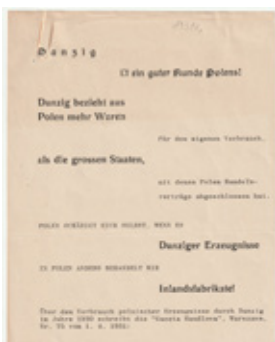 Danzig
ist ein guter Kunde Polens!
Danzig bezieht aus
Polen mehr Waren
für den eigenen Verbrauch,
als die grossen Staaten,
mit denen Polen Handels-
verträge abgeschlossen hat.
POLEN SCHÄDIGT SICH SELBST, WENN ES
Danziger Erzeugnisse
IN POLEN ANDERS BEHANDELT WIE
Inlandsfabrikate!
Über den Verbrauch polnischer Erzeugnisse durch Danzig
im Jahre 1930 schreibt die "Gazeta Handlowa", Warszawa,
Nr. 75 vom 1. 4. 1931: